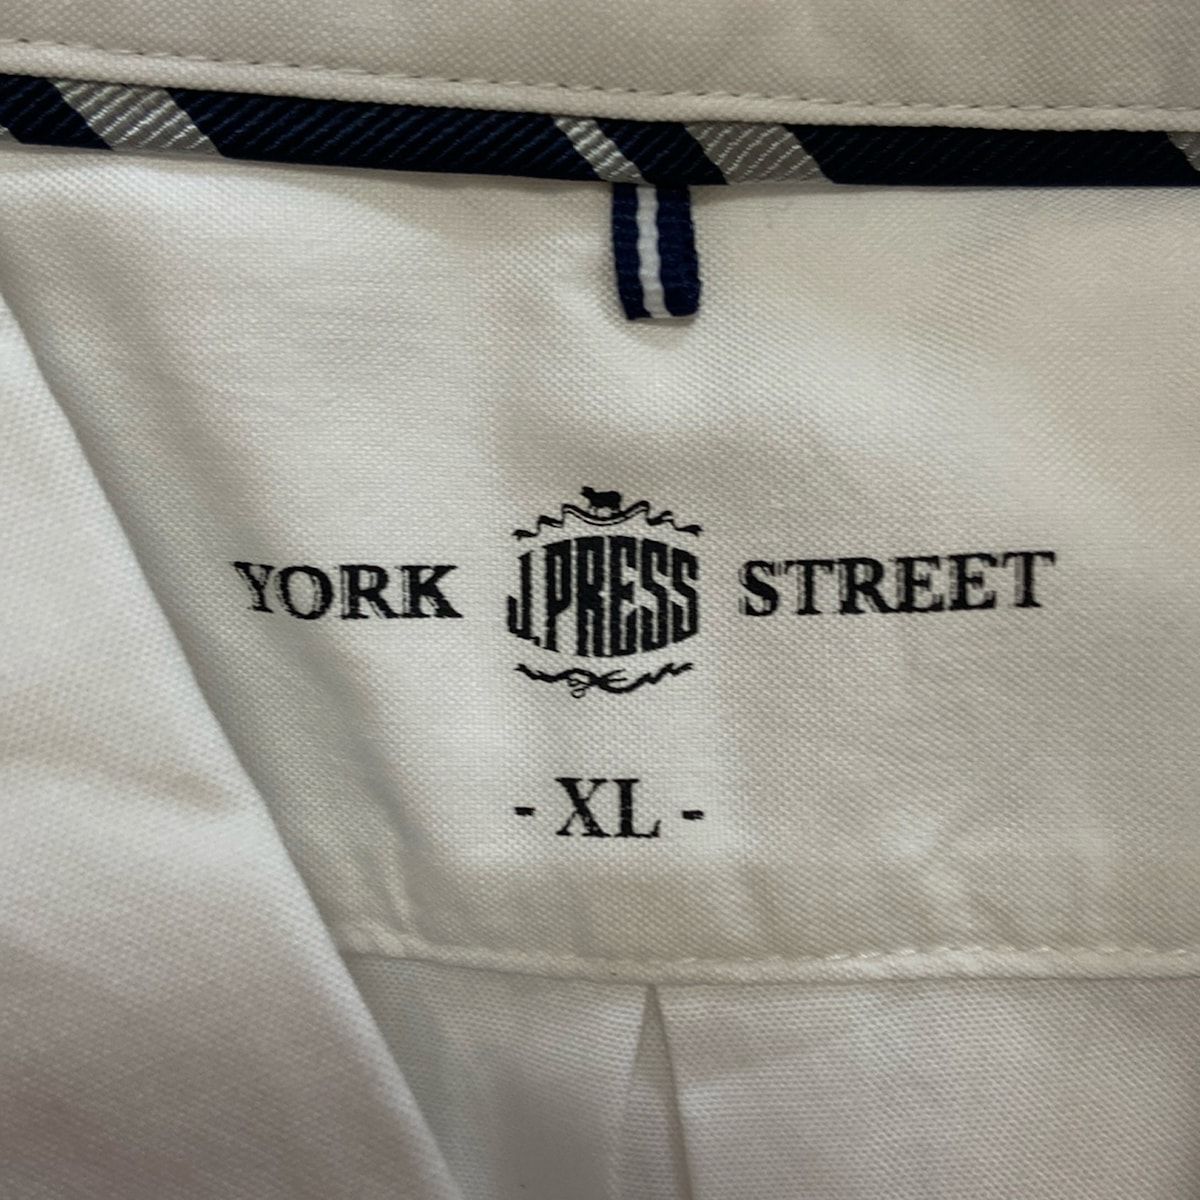 YORK J.PRESS STREET
- XL -